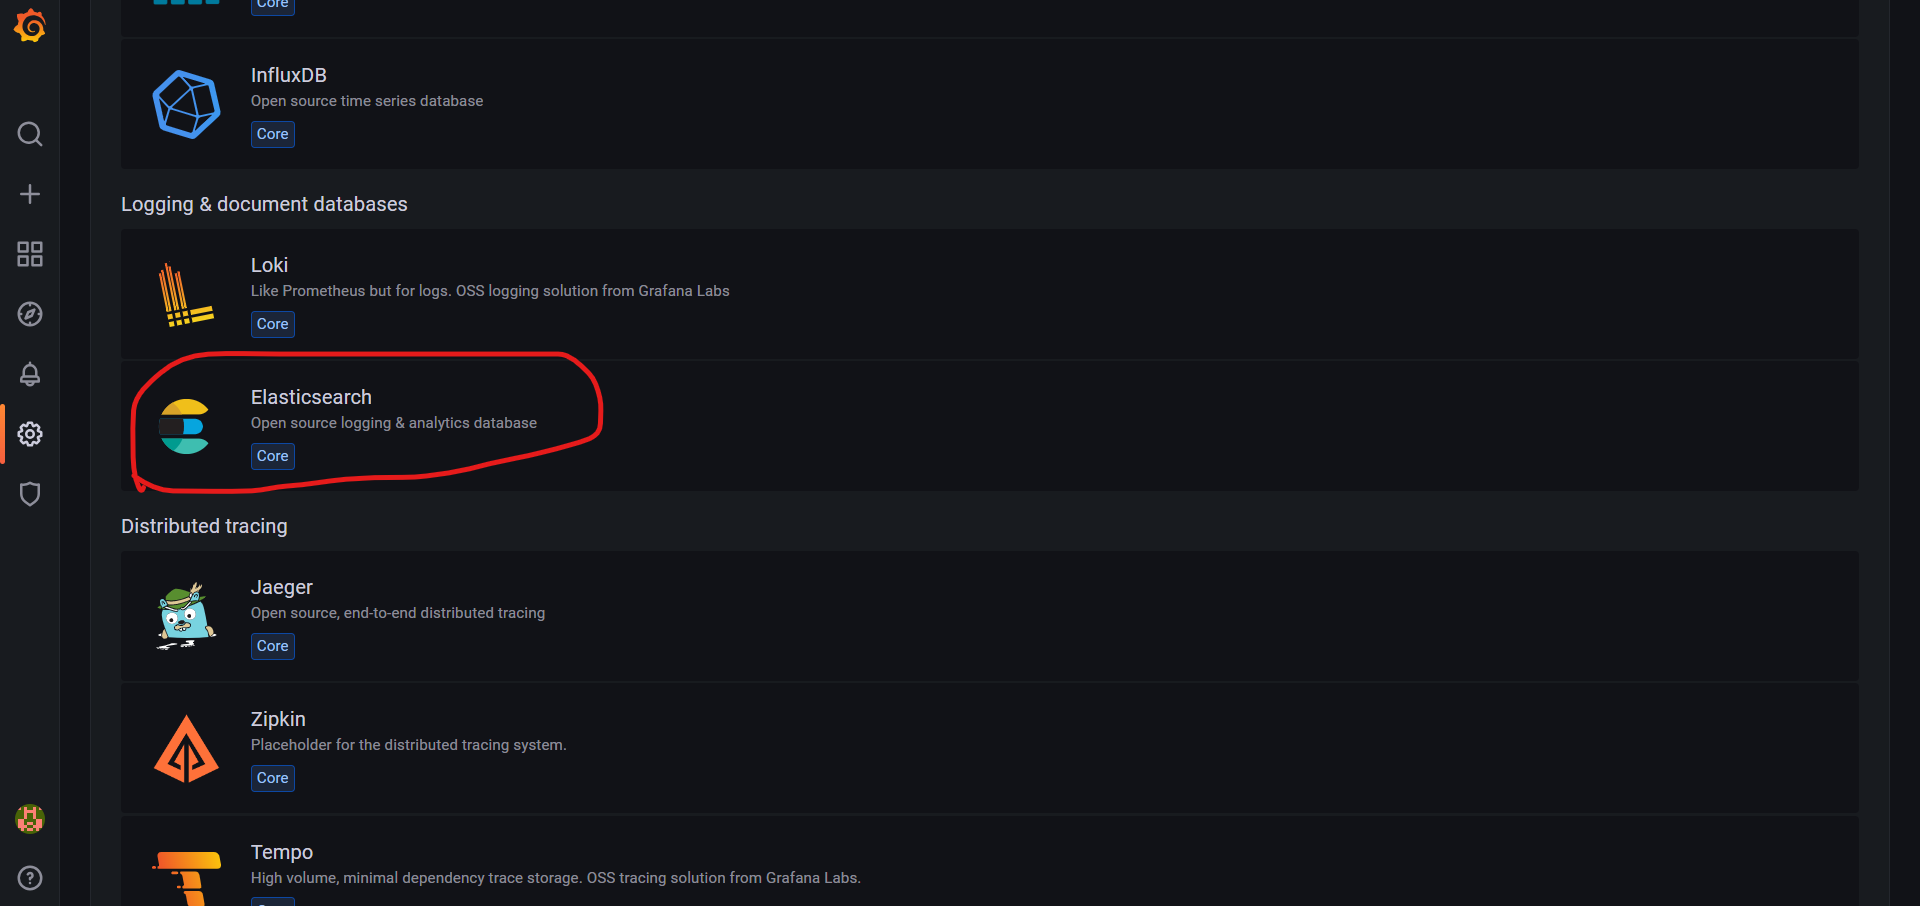 Core
InfluxDB
Open source time series database
Core
Logging & document databases
Loki
Like Prometheus but for logs. OSS logging solution from Grafana Labs
Core
Elasticsearch
Open source logging & analytics database
Core
Distributed tracing
Jaeger
Open source, end-to-end distributed tracing
Core
Zipkin
Placeholder for the distributed tracing system.
Core
Tempo
High volume, minimal dependency trace storage. OSS tracing solution from Grafana Labs.